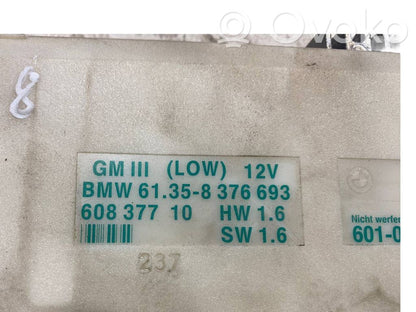 Ovoko
8
GM III (LOW) 12V
BMW 61.35-8 376 693
608 377 10 HW 1.6
SW 1.6
237
Nicht werfen
601-0